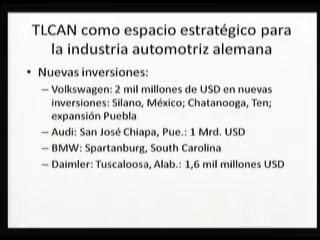 TLCAN como espacio estratégico para
la industria automotriz alemana
• Nuevas inversiones:
– Volkswagen: 2 mil millones de USD en nuevas
inversiones: Silano, México; Chatanooga, Ten;
expansión Puebla
– Audi: San José Chiapa, Pue.: 1 Mrd. USD
– BMW: Spartanburg, South Carolina
– Daimler: Tuscaloosa, Alab.: 1,6 mil millones USD